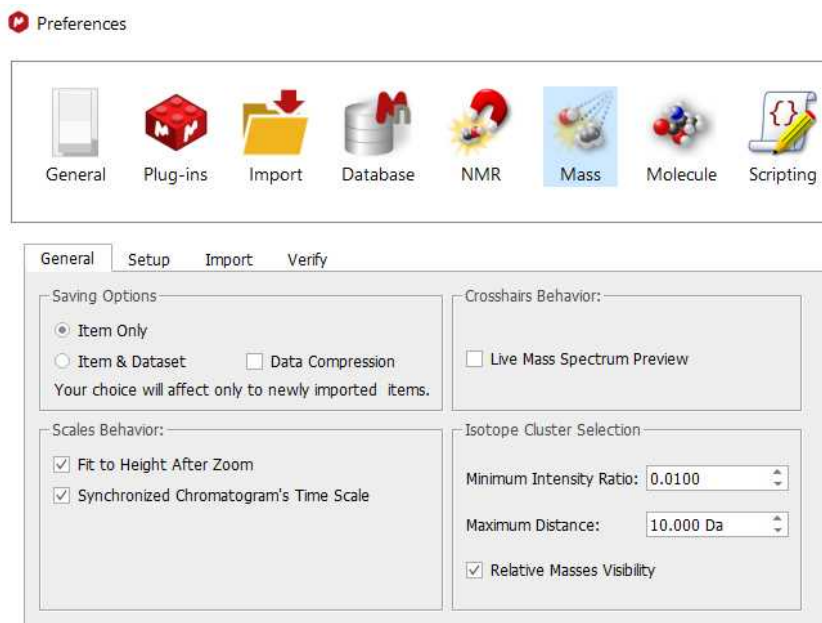 Preferences
General Plug-ins Import Database NMR Mass Molecule Scripting
General Setup Import Verify
Saving Options
Item Only
Item & Dataset Data Compression
Your choice will affect only to newly imported items.
Crosshairs Behavior:
Live Mass Spectrum Preview
Scales Behavior:
Fit to Height After Zoom
Synchronized Chromatogram's Time Scale
Isotope Cluster Selection
Minimum Intensity Ratio: 0.0100
Maximum Distance: 10.000 Da
Relative Masses Visibility